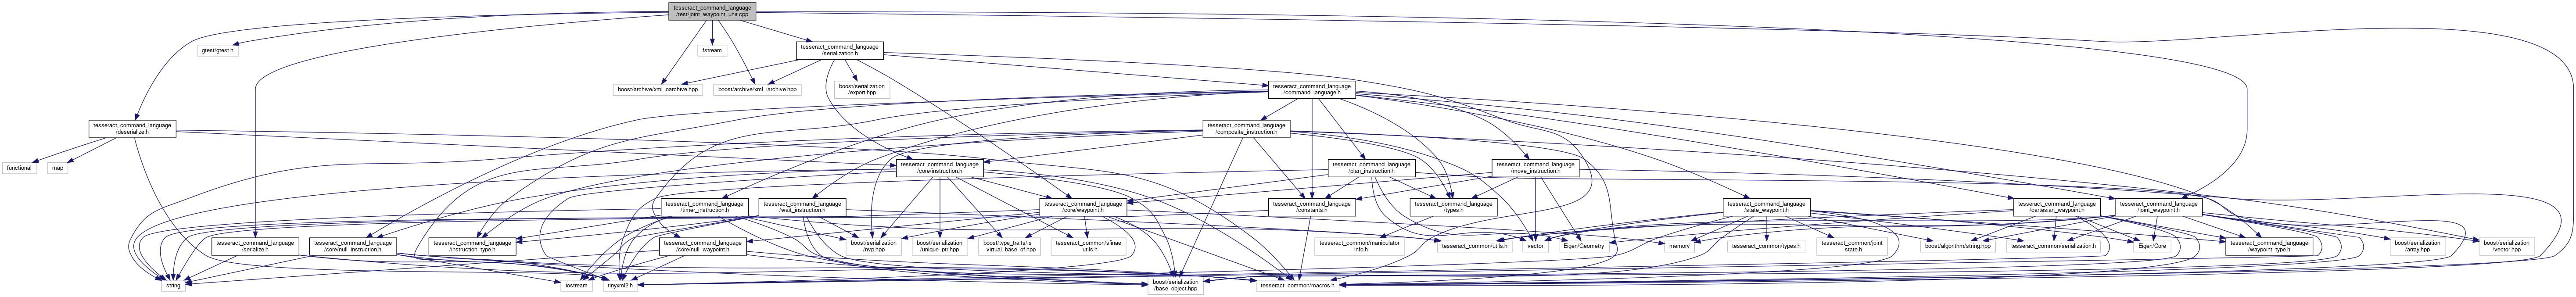 tesseract_command_language
/test/joint_waypoint_unit.cpp
gtest/gtest.h
fstream
tesseract_command_language
/serialization.h
boost/archive/xml_oarchive.hpp
boost/archive/xml_iarchive.hpp
boost/serialization
/export.hpp
tesseract_command_language
/command_language.h
tesseract_command_language
/deserialize.h
tesseract_command_language
/composite_instruction.h
functional
map
tesseract_command_language
/core/instruction.h
tesseract_command_language
/plan_instruction.h
tesseract_command_language
/move_instruction.h
tesseract_command_language
/timer_instruction.h
tesseract_command_language
/wait_instruction.h
tesseract_command_language
/core/waypoint.h
tesseract_command_language
/constants.h
tesseract_command_language
/types.h
tesseract_command_language
/state_waypoint.h
tesseract_command_language
/cartesian_waypoint.h
tesseract_command_language
/joint_waypoint.h
tesseract_command_language
/serialize.h
tesseract_command_language
/core/null_instruction.h
tesseract_command_language
/instruction_type.h
tesseract_command_language
/core/null_waypoint.h
boost/serialization
/nvp.hpp
boost/serialization
/unique_ptr.hpp
boost/type_traits/is
_virtual_base_of.hpp
tesseract_common/sfinae
_utils.h
tesseract_common/manipulator
_info.h
tesseract_common/utils.h
vector
Eigen/Geometry
memory
tesseract_common/types.h
tesseract_common/joint
_state.h
boost/algorithm/string.hpp
tesseract_common/serialization.h
Eigen/Core
tesseract_command_language
/waypoint_type.h
boost/serialization
/array.hpp
boost/serialization
/vector.hpp
string
iostream
tinyxml2.h
boost/serialization
/base_object.hpp
tesseract_common/macros.h